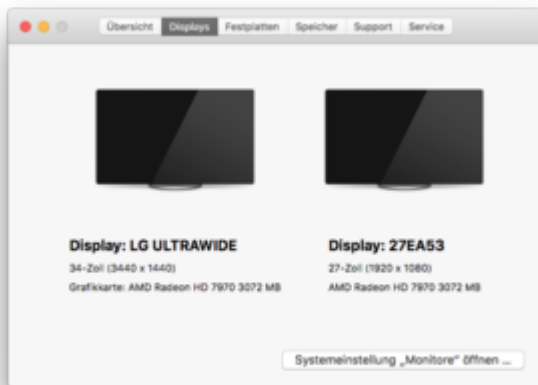 Übersicht Displays Festplatten Speicher Support Service
Display: LG ULTRAWIDE
34-Zoll (3440 x 1440)
Grafikkarte: AMD Radeon HD 7970 3072 MB
Display: 27EA53
27-Zoll (1920 x 1080)
AMD Radeon HD 7970 3072 MB
Systemeinstellung „Monitore“ öffnen ...